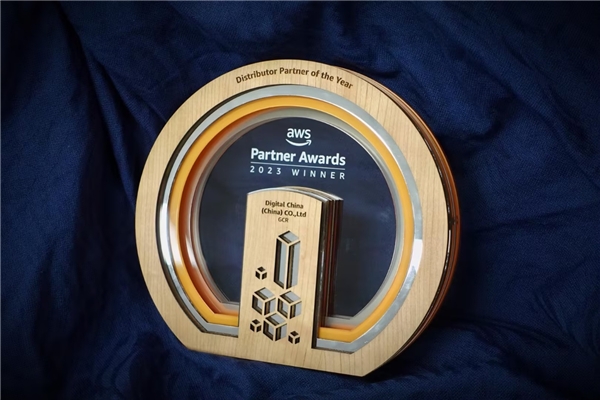 Distributor Partner of the Year
aws
Partner Awards
2023 WINNER
Digital China
(China) CO.,Ltd
GCR